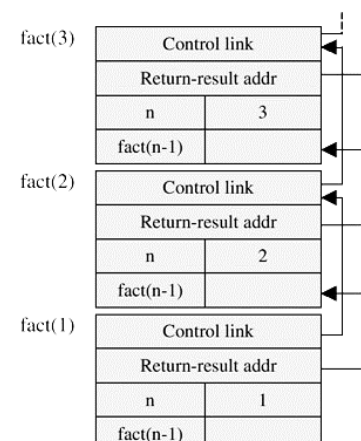 fact(3)
Control link
Return-result addr
n 3
fact(n-1)
fact(2)
Control link
Return-result addr
n 2
fact(n-1)
fact(1)
Control link
Return-result addr
n 1
fact(n-1)